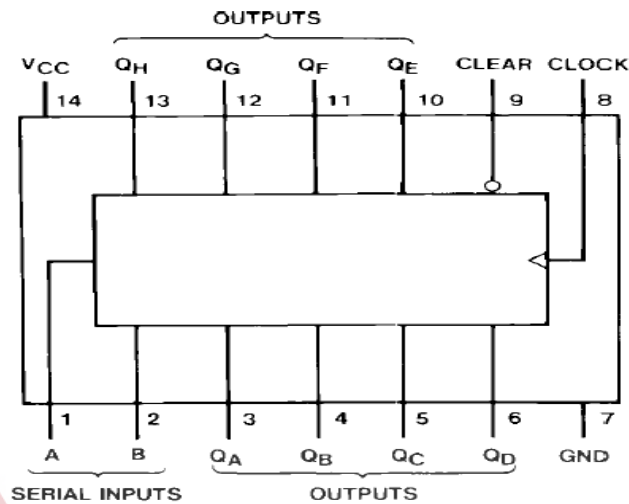 OUTPUTS
VCC QH QG QF QE CLEAR CLOCK
14 13 12 11 10 9 8
1 2 3 4 5 6 7
A B QA QB QC QD GND
SERIAL INPUTS OUTPUTS